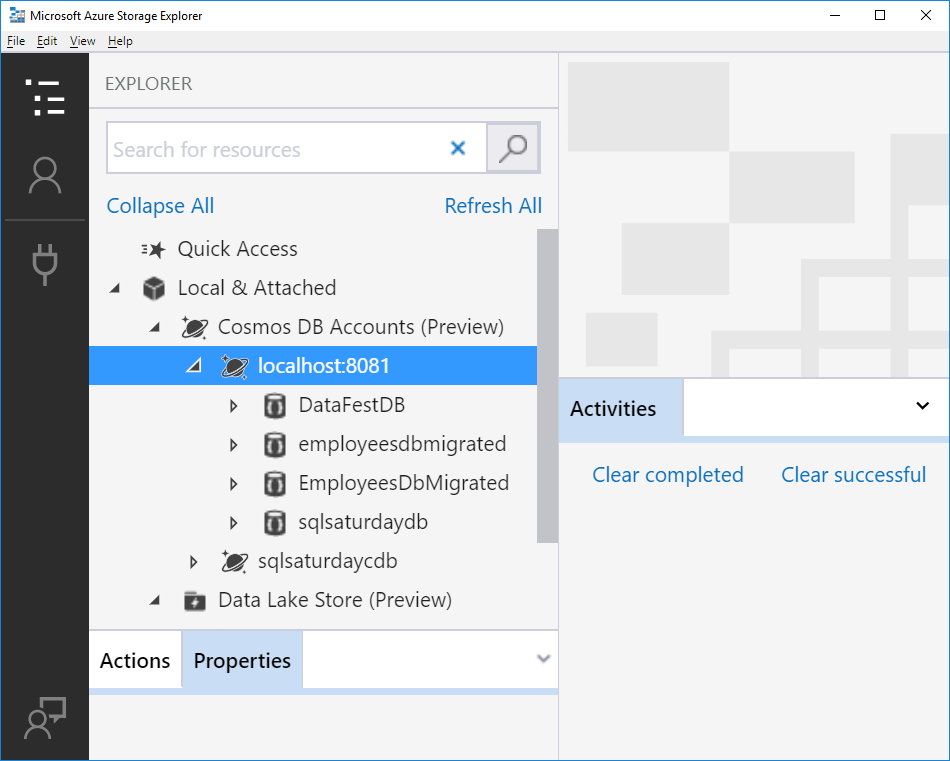 Microsoft Azure Storage Explorer
File Edit View Help
EXPLORER
Search for resources
Collapse All Refresh All
Quick Access
Local & Attached
Cosmos DB Accounts (Preview)
localhost:8081
DataFestDB
employeesdbmigrated
EmployeesDbMigrated
sqlsaturdaydb
sqlsaturdaycdb
Data Lake Store (Preview)
Actions Properties
Activities
Clear completed Clear successful